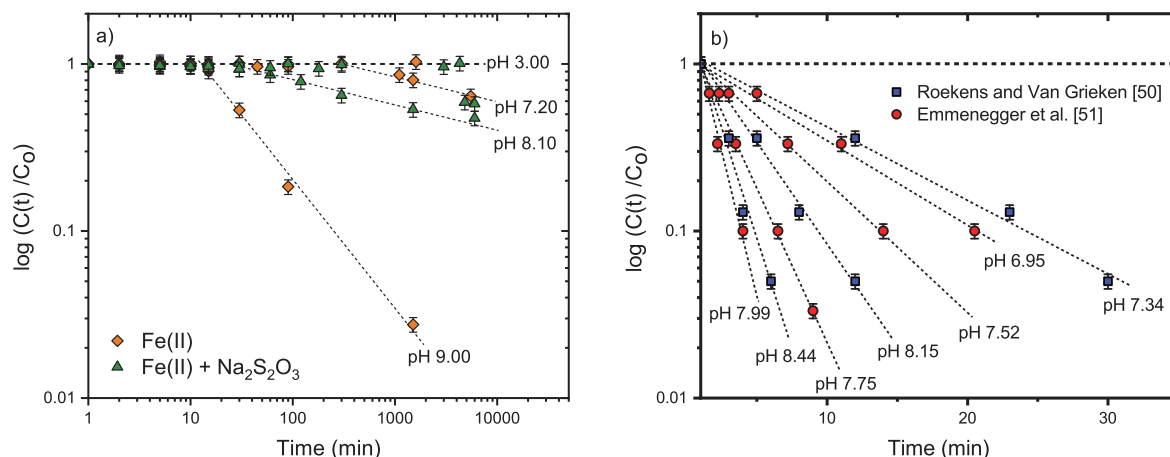 a)
log (C(t) /C₀)
1
0.1
0.01
pH 3.00
pH 7.20
pH 8.10
pH 9.00
Fe(II)
Fe(II) + Na₂S₂O₃
1 10 100 1000 10000
Time (min)
b)
log (C(t) /C₀)
1
0.1
0.01
Roekens and Van Grieken [50]
Emmenegger et al. [51]
pH 6.95
pH 7.34
pH 7.99
pH 7.52
pH 8.44
pH 8.15
pH 7.75
10 20 30
Time (min)